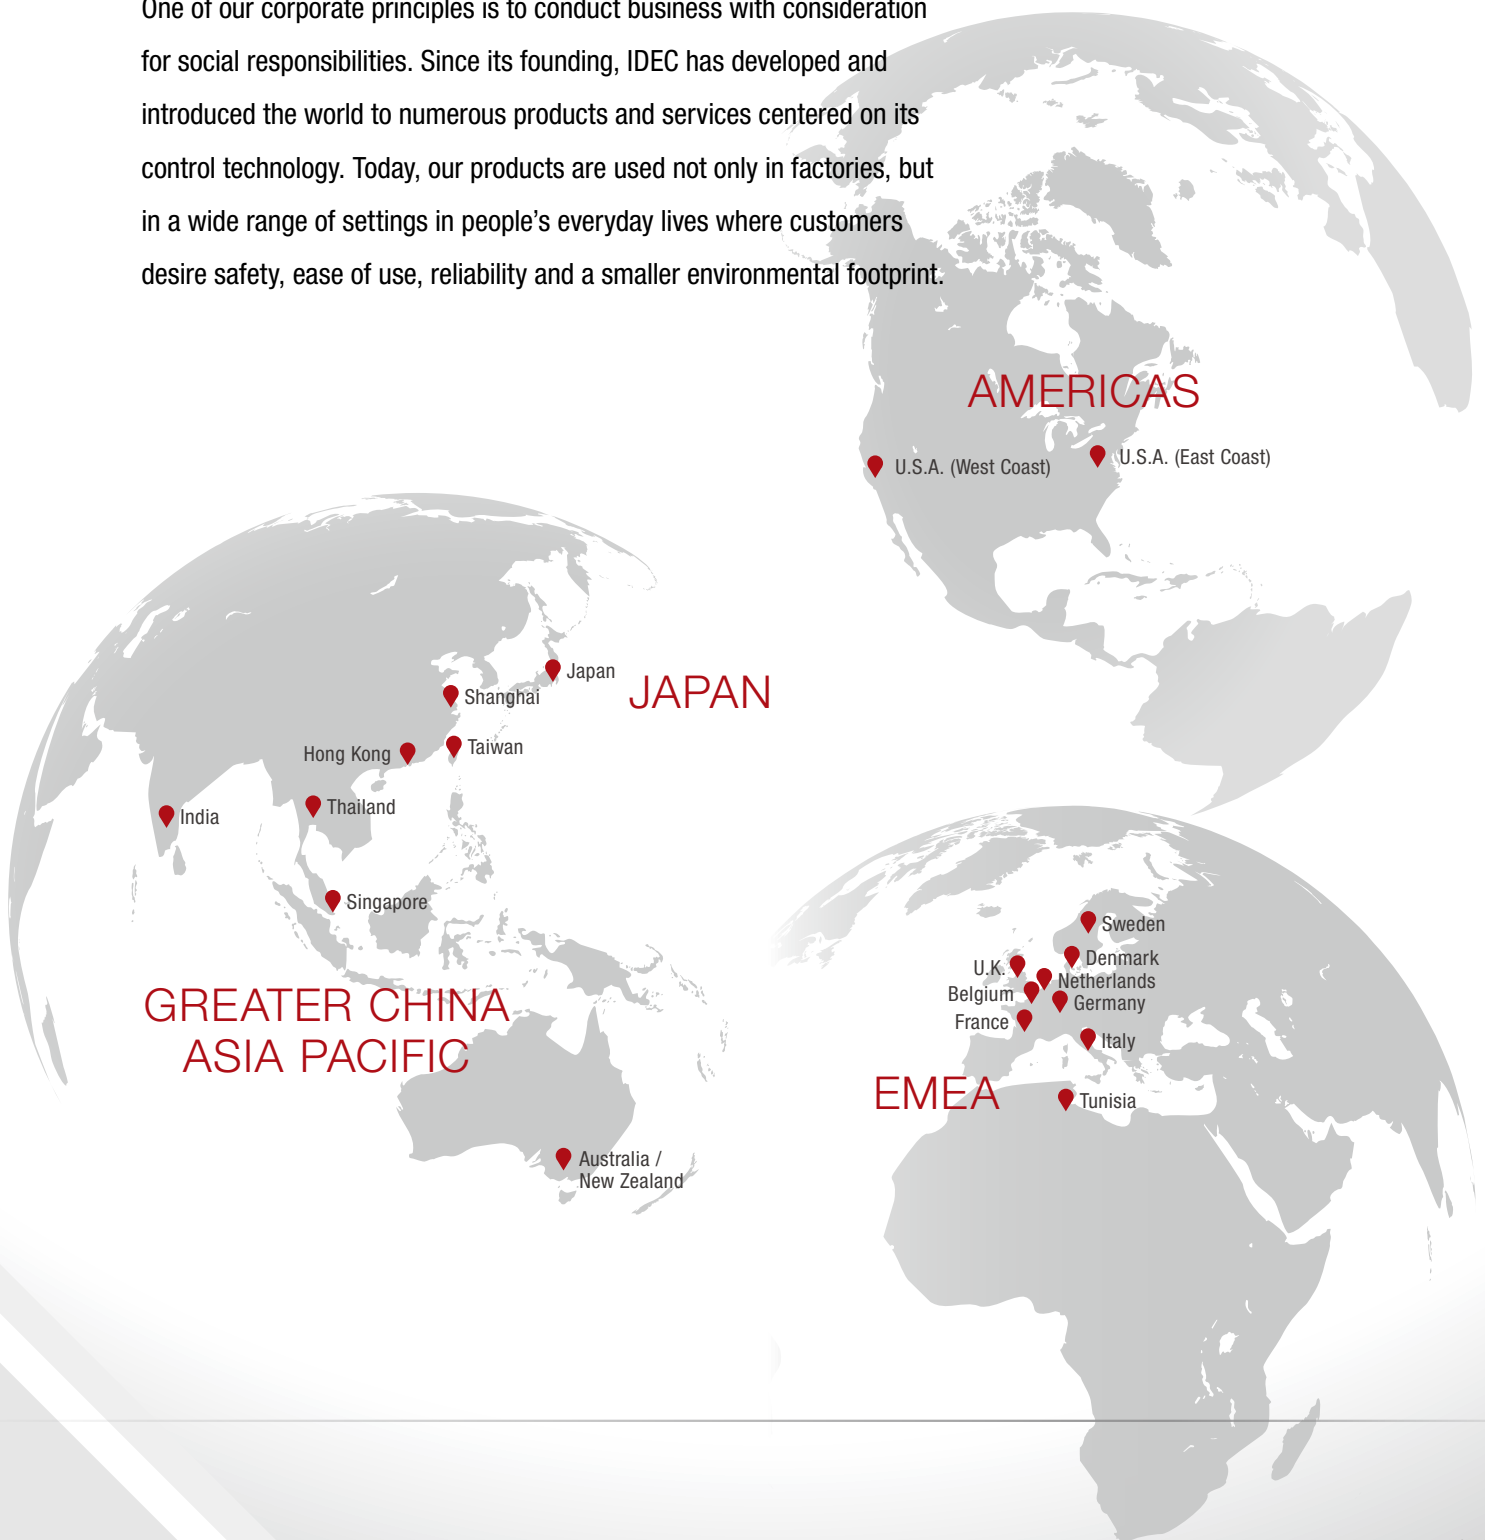 One of our corporate principles is to conduct business with consideration
for social responsibilities. Since its founding, IDEC has developed and
introduced the world to numerous products and services centered on its
control technology. Today, our products are used not only in factories, but
in a wide range of settings in people’s everyday lives where customers
desire safety, ease of use, reliability and a smaller environmental footprint.
AMERICAS
U.S.A. (West Coast)
U.S.A. (East Coast)
Japan
JAPAN
Shanghai
Hong Kong
Taiwan
Thailand
India
Singapore
GREATER CHINA
ASIA PACIFIC
Australia /
New Zealand
Sweden
Denmark
U.K.
Netherlands
Belgium
Germany
France
Italy
EMEA
Tunisia